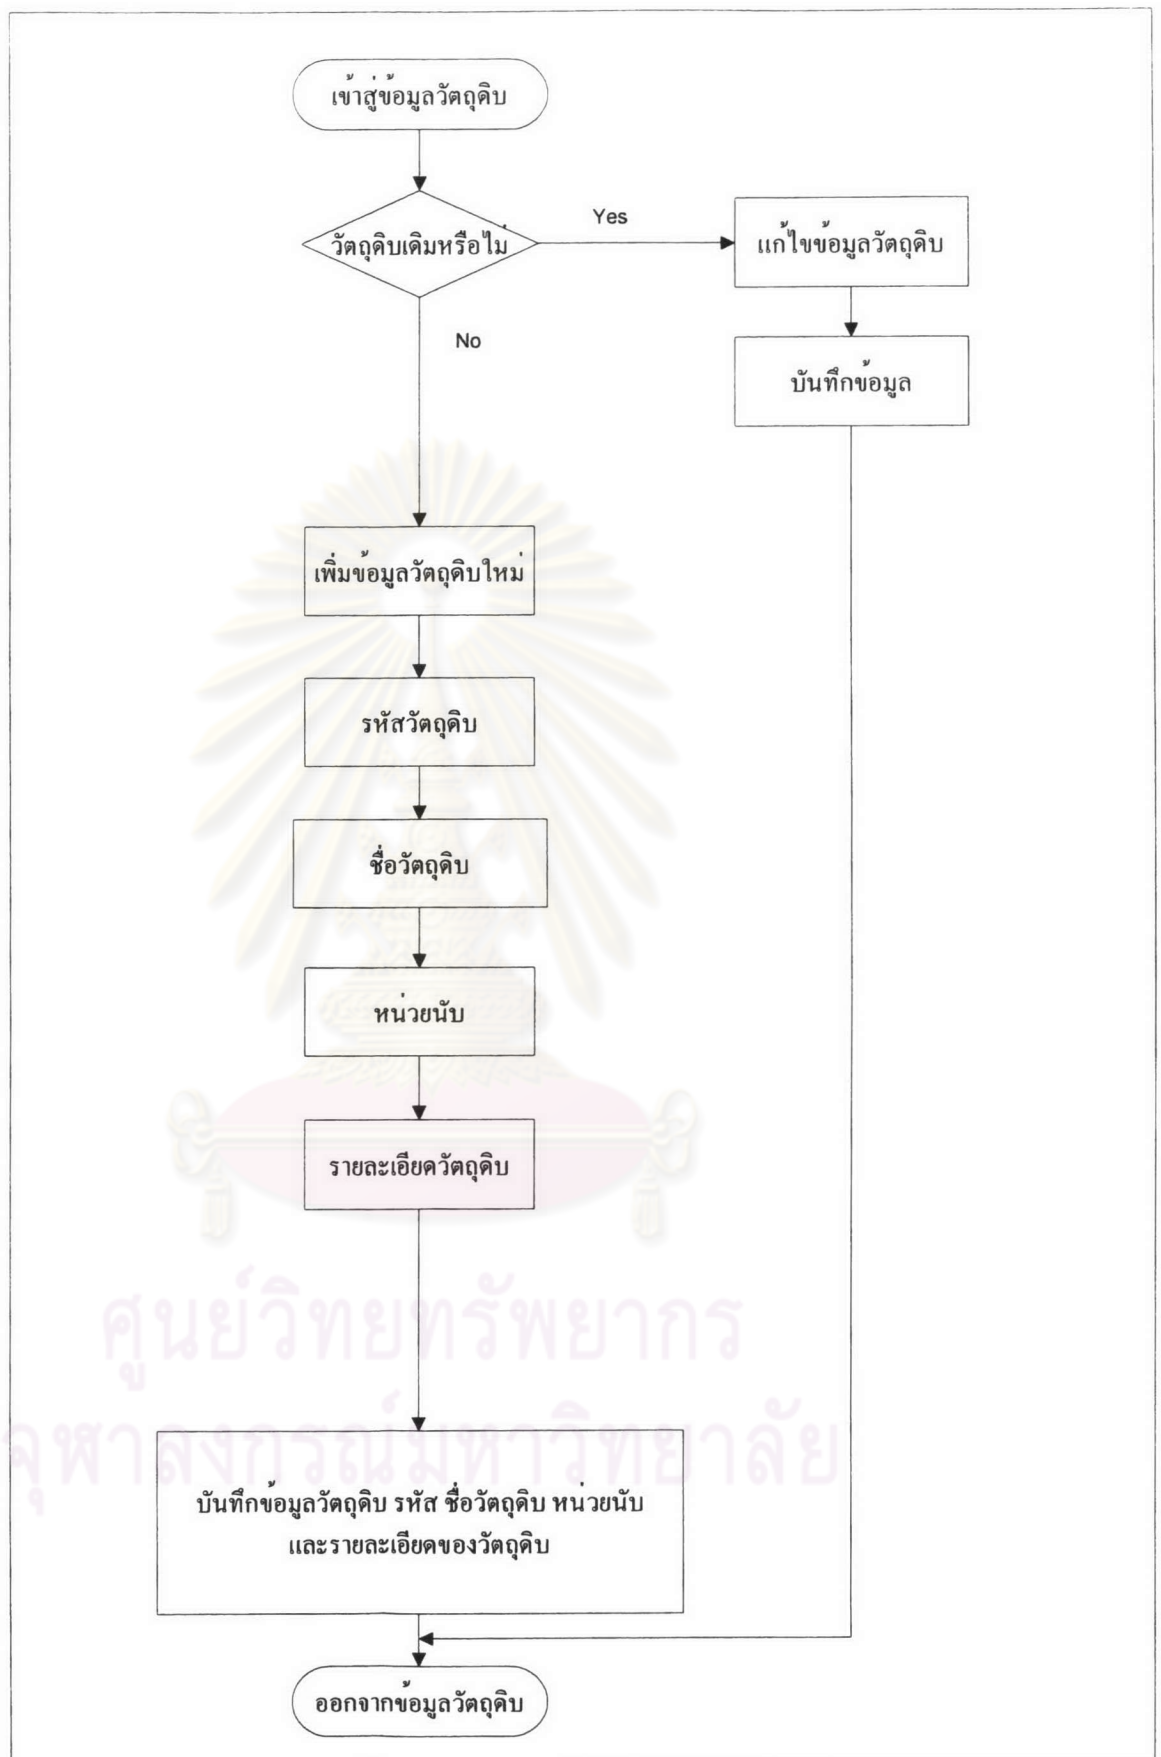 เข้าสู่ข้อมูลวัตถุดิบ
วัตถุดิบเดิมหรือไม่
Yes
แก้ไขข้อมูลวัตถุดิบ
No
บันทึกข้อมูล
เพิ่มข้อมูลวัตถุดิบใหม่
รหัสวัตถุดิบ
ชื่อวัตถุดิบ
หน่วยนับ
รายละเอียดวัตถุดิบ
ศูนย์วิทยทรัพยากร
จุฬาลงกรณ์มหาวิทยาลัย
บันทึกข้อมูลวัตถุดิบ รหัส ชื่อวัตถุดิบ หน่วยนับ
และรายละเอียดของวัตถุดิบ
ออกจากข้อมูลวัตถุดิบ